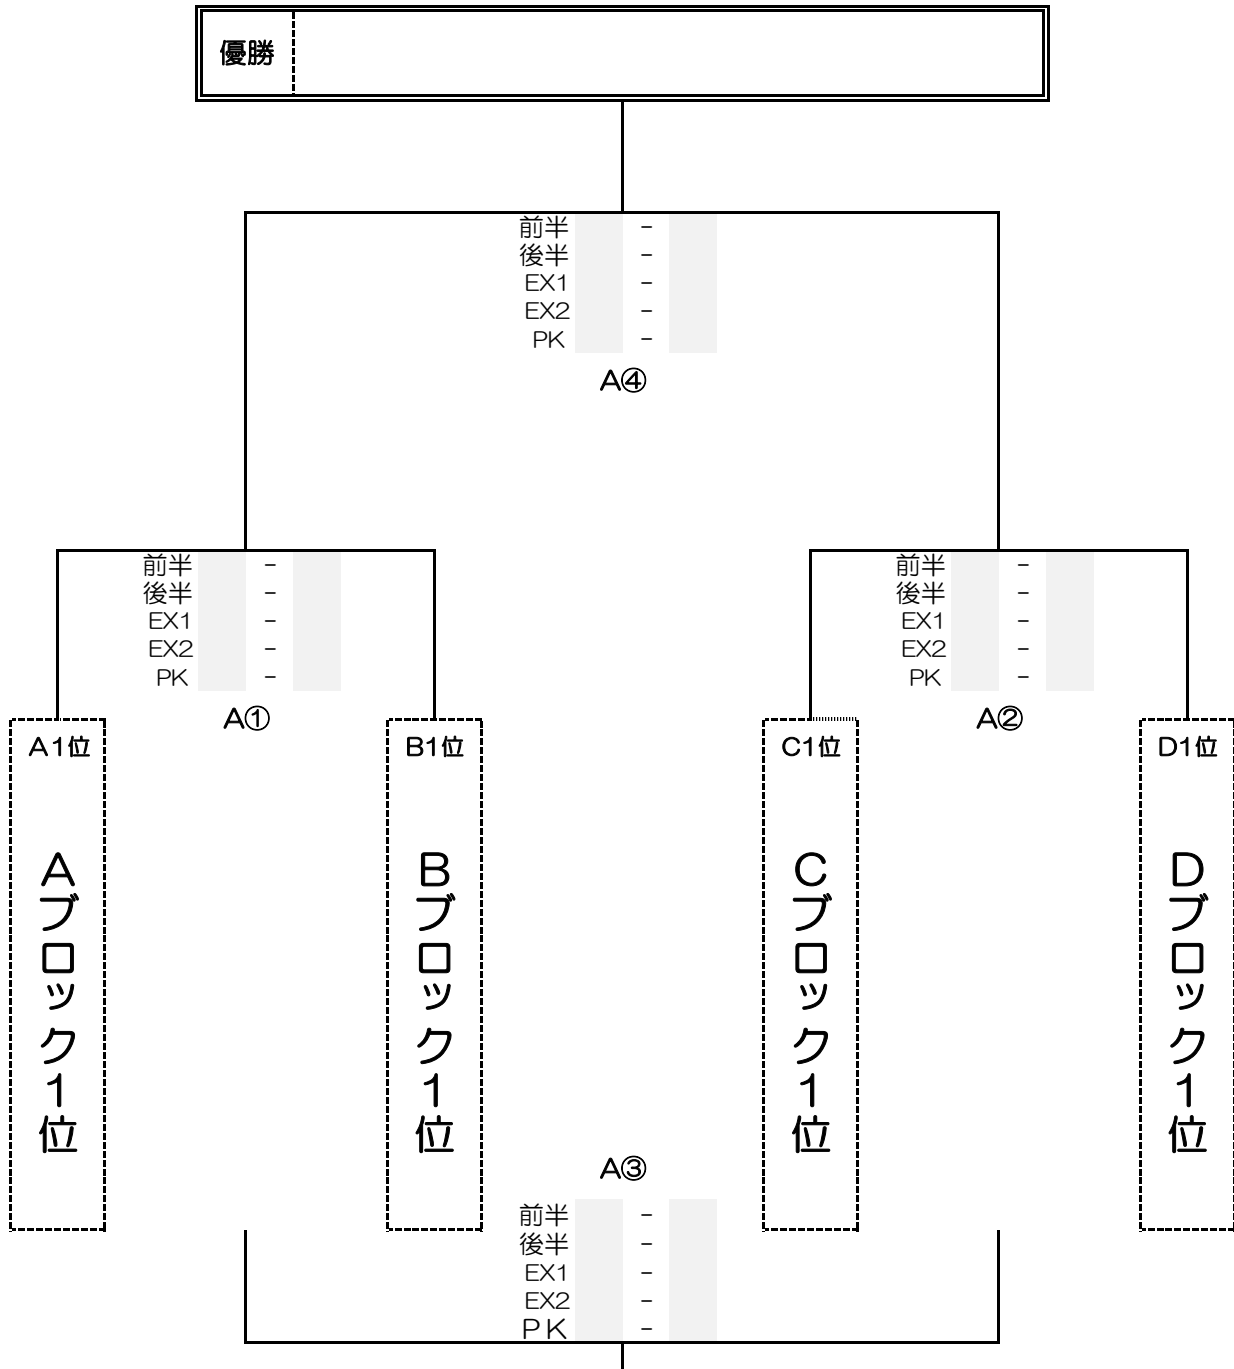 優勝
前半 -
後半 -
EX1 -
EX2 -
PK -
A④
前半 - 前半 -
後半 - 後半 -
EX1 - EX1 -
EX2 - EX2 -
PK - PK -
A① A②
A1位 B1位 C1位 D1位
Aブロック1位
Bブロック1位
Cブロック1位
Dブロック1位
A③
前半 -
後半 -
EX1 -
EX2 -
ＰＫ -